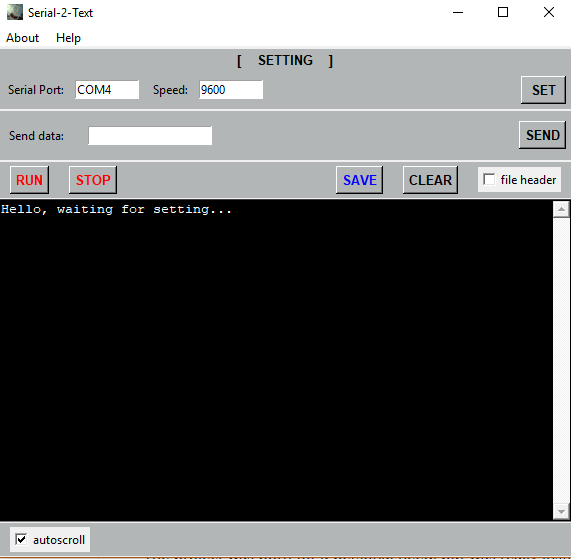 Serial-2-Text
About Help
[ SETTING ]
Serial Port: COM4 Speed: 9600 SET
Send data: SEND
RUN STOP SAVE CLEAR file header
Hello, waiting for setting...
autoscroll